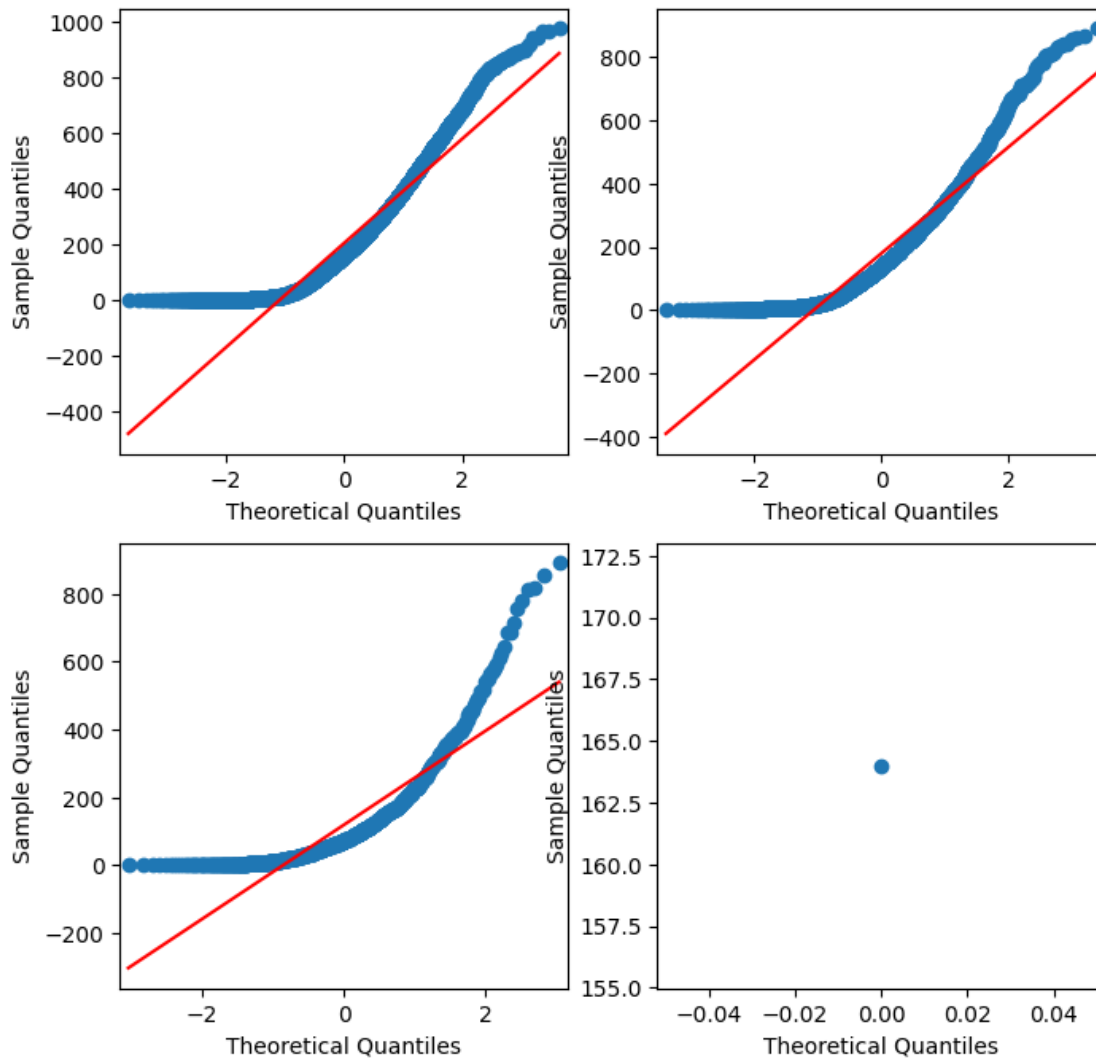 1000
800
600
400
200
0
−200
−400
Sample Quantiles
−2 0 2
Theoretical Quantiles
800
600
400
200
0
−200
−400
Sample Quantiles
−2 0 2
Theoretical Quantiles
800
600
400
200
0
−200
Sample Quantiles
−2 0 2
Theoretical Quantiles
172.5
170.0
167.5
165.0
162.5
160.0
157.5
155.0
Sample Quantiles
−0.04 −0.02 0.00 0.02 0.04
Theoretical Quantiles